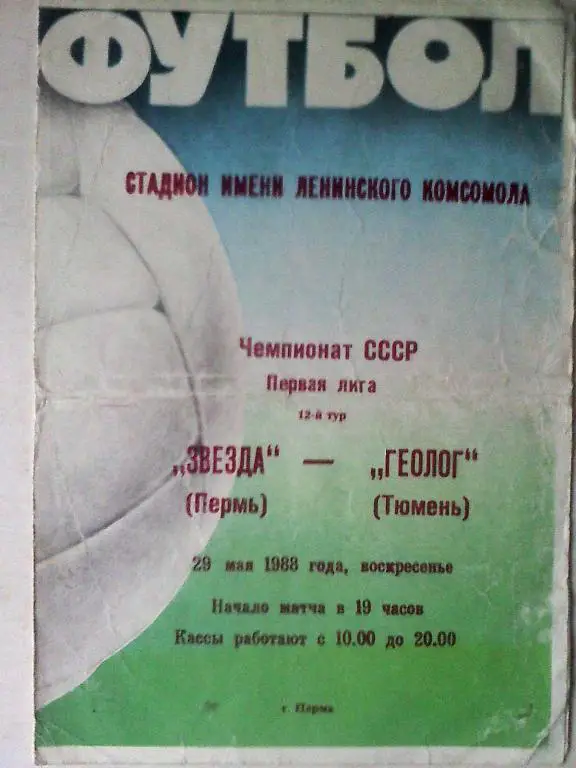 ФУТБОЛ
СТАДИОН ИМЕНИ ЛЕНИНСКОГО КОМСОМОЛА
Чемпионат СССР
Первая лига
12-й тур
„ЗВЕЗДА“ — „ГЕОЛОГ“
(Пермь) (Тюмень)
29 мая 1988 года, воскресенье
Начало матча в 19 часов
Кассы работают с 10.00 до 20.00
г. Пермь